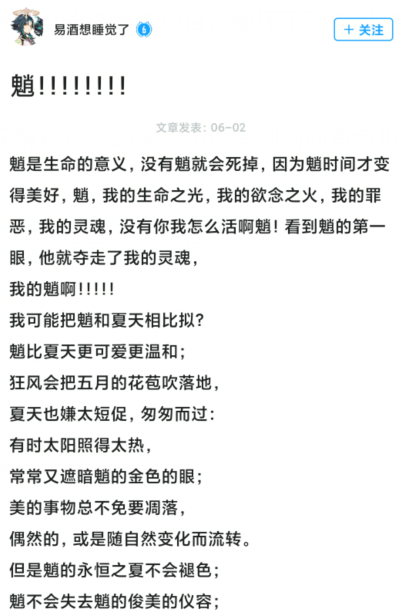 易酒想睡觉了
+ 关注
魈!!!!!!!!
文章发表：06-02
魈是生命的意义，没有魈就会死掉，因为魈时间才变
得美好，魈，我的生命之光，我的欲念之火，我的罪
恶，我的灵魂，没有你我怎么活啊魈！看到魈的第一
眼，他就夺走了我的灵魂，
我的魈啊!!!!!
我可能把魈和夏天相比拟？
魈比夏天更可爱更温和；
狂风会把五月的花苞吹落地，
夏天也嫌太短促，匆匆而过：
有时太阳照得太热，
常常又遮暗魈的金色的眼；
美的事物总不免要凋落，
偶然的，或是随自然变化而流转。
但是魈的永恒之夏不会褪色；
魈不会失去魈的俊美的仪容；